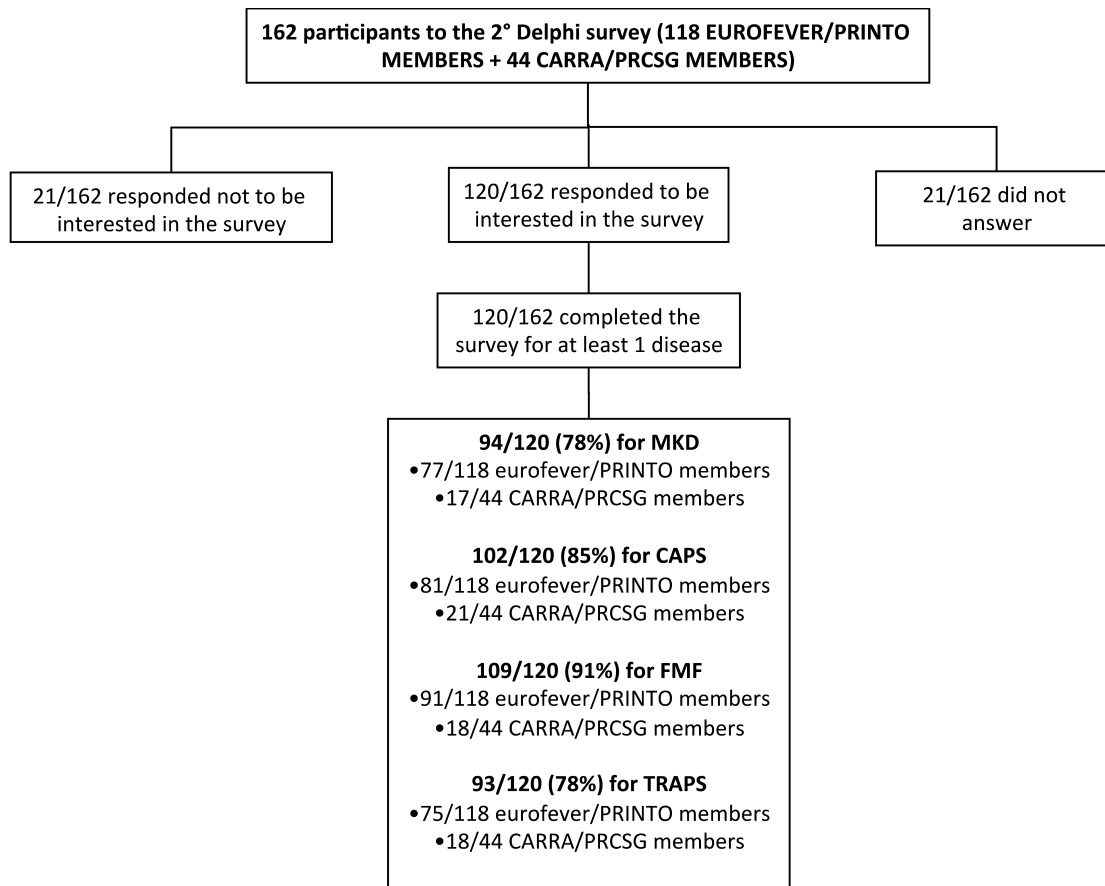 162 participants to the 2° Delphi survey (118 EUROFEVER/PRINTO
MEMBERS + 44 CARRA/PRCSG MEMBERS)
21/162 responded not to be
interested in the survey
120/162 responded to be
interested in the survey
21/162 did not
answer
120/162 completed the
survey for at least 1 disease
94/120 (78%) for MKD
•77/118 eurofever/PRINTO members
•17/44 CARRA/PRCSG members
102/120 (85%) for CAPS
•81/118 eurofever/PRINTO members
•21/44 CARRA/PRCSG members
109/120 (91%) for FMF
•91/118 eurofever/PRINTO members
•18/44 CARRA/PRCSG members
93/120 (78%) for TRAPS
•75/118 eurofever/PRINTO members
•18/44 CARRA/PRCSG members